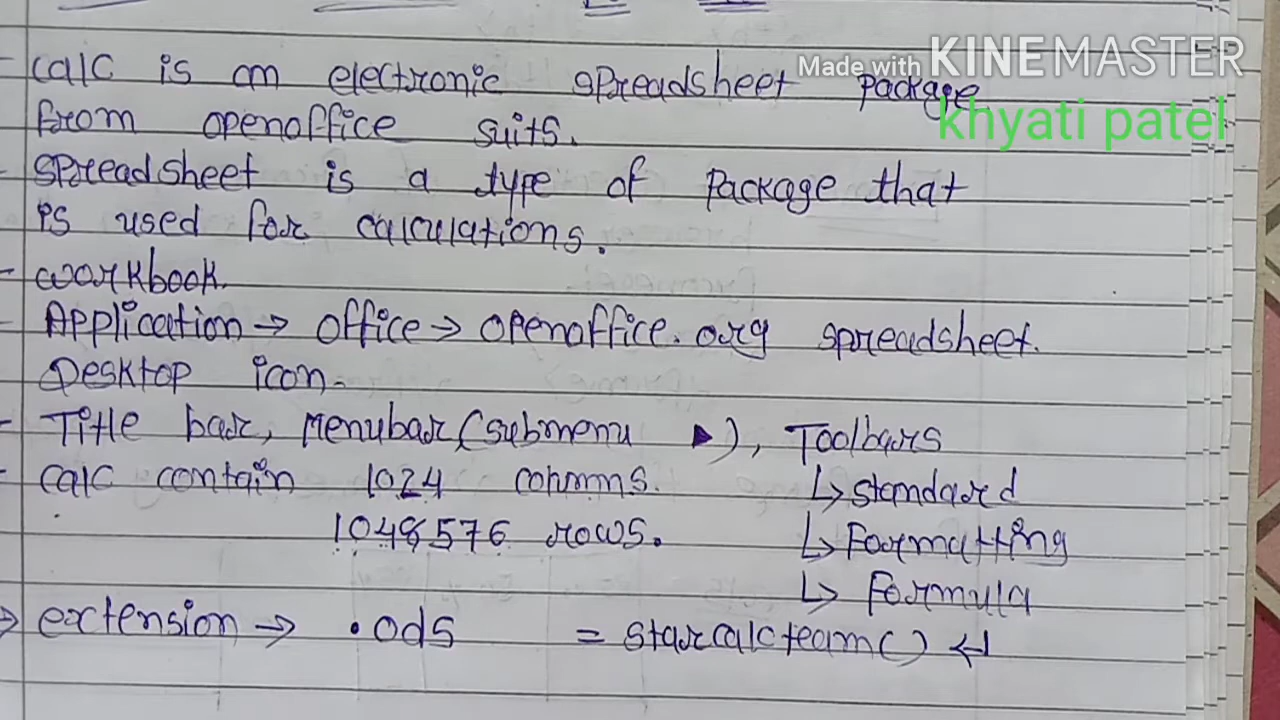 Made with KINEMASTER
khyati patel
- calc is an electronic spreadsheet package
from openoffice suits.
- spreadsheet is a type of package that
is used for calculations.
- workbook.
- Application → office → openoffice.org spreadsheet.
Desktop icon.
- Title bar, Menubar (submenu ▶), Toolbars
- calc contain 1024 columns. ↳ standard
1048576 rows. ↳ Formatting
↳ Formula
→ extension → .ods = starcalcteam() ↵